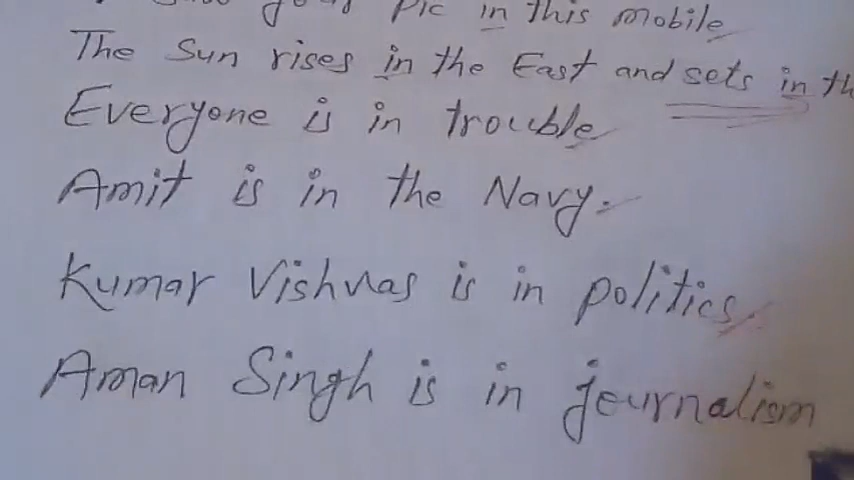 Pic in this mobile
The Sun rises in the East and sets in
Everyone is in trouble
Amit is in the Navy.
Kumar Vishvas is in politics
Aman Singh is in journalism